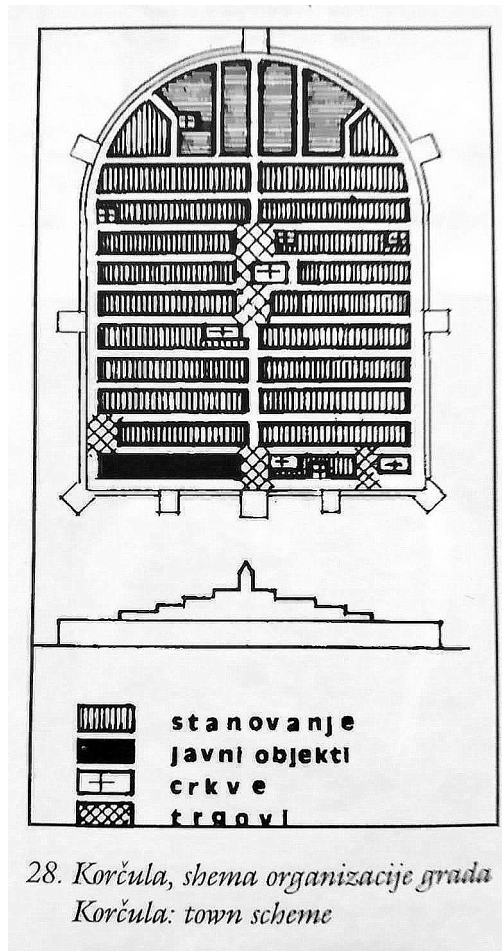 stanovanje
javni objekti
crkve
trgovi
28. Korčula, shema organizacije grada
Korčula: town scheme